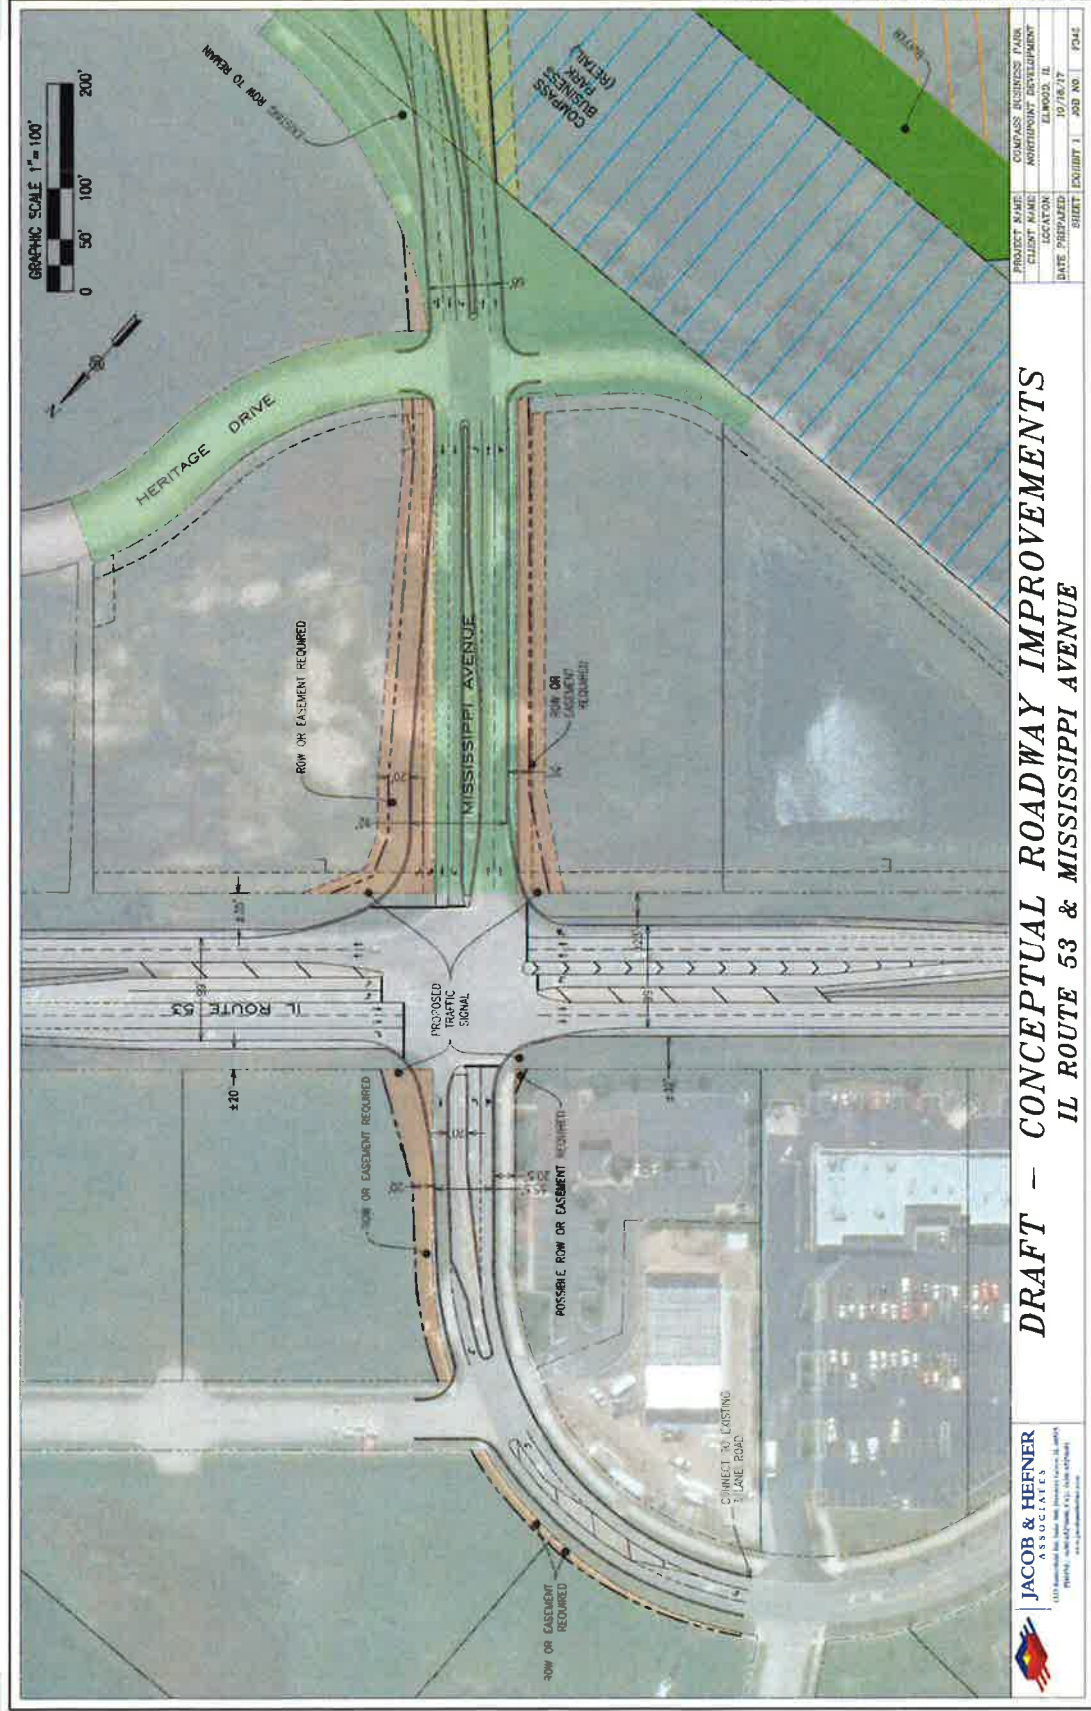 GRAPHIC SCALE 1"=100'
0 50' 100' 200'
N
EXISTING ROW TO REMAIN
COMPASS
BUSINESS
PARK
(RETAIL)
BUFFER
HERITAGE DRIVE
ROW OR EASEMENT REQUIRED
MISSISSIPPI AVENUE
ROW OR
EASEMENT
REQUIRED
20'
IL ROUTE 53
PROPOSED
TRAFFIC
SIGNAL
±20'
ROW OR EASEMENT REQUIRED
POSSIBLE ROW OR EASEMENT REQUIRED
CONNECT TO EXISTING
LANE ROAD
ROW OR EASEMENT
REQUIRED
DRAFT - CONCEPTUAL ROADWAY IMPROVEMENTS
IL ROUTE 53 & MISSISSIPPI AVENUE
JACOB & HEFNER
ASSOCIATES
PROJECT NAME COMPASS BUSINESS PARK
CLIENT NAME NORTHPOINT DEVELOPMENT
LOCATION ELWOOD, IL
DATE PREPARED 10/18/17
SHEET EXHIBIT 1 JOB NO.